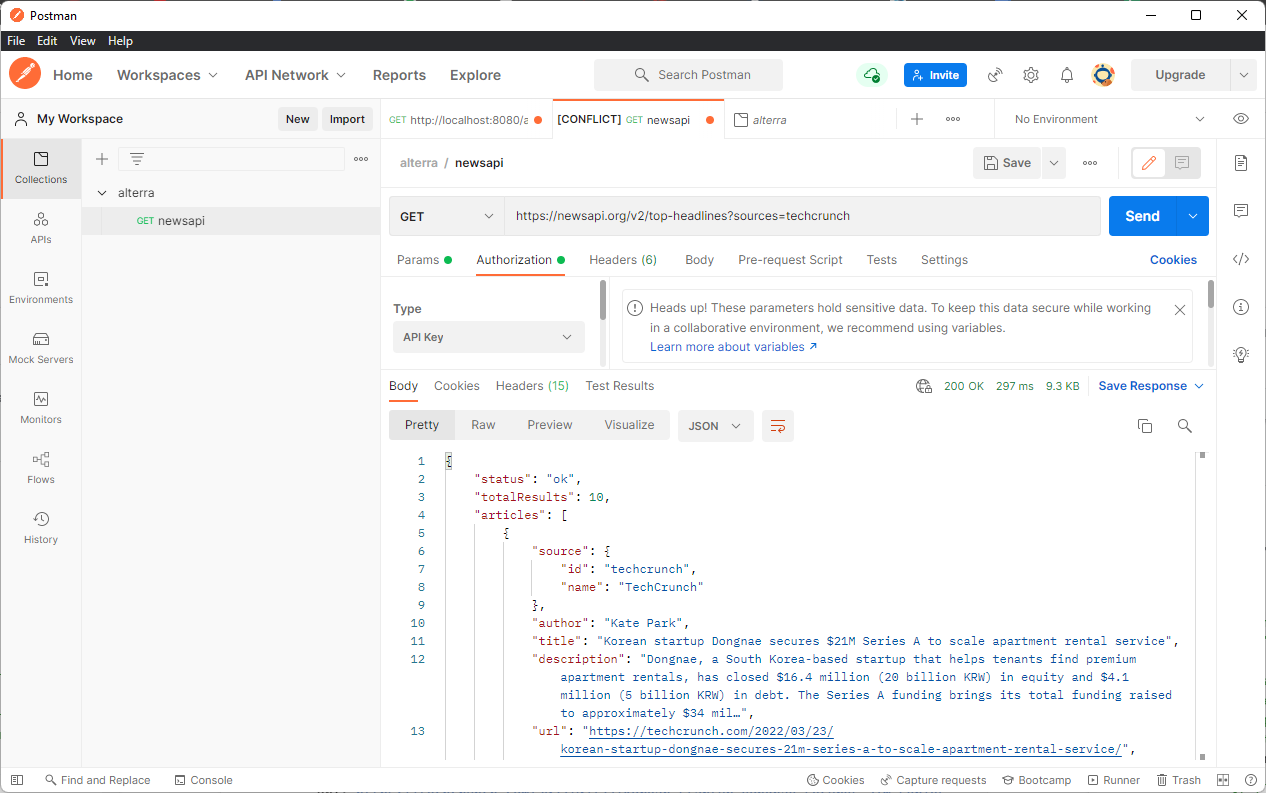 Postman
File Edit View Help
Home Workspaces API Network Reports Explore Search Postman Invite Upgrade
My Workspace New Import GET http://localhost:8080/a [CONFLICT] GET newsapi alterra No Environment
Collections
APIs
Environments
Mock Servers
Monitors
Flows
History
alterra
GET newsapi
alterra / newsapi Save
GET https://newsapi.org/v2/top-headlines?sources=techcrunch Send
Params Authorization Headers (6) Body Pre-request Script Tests Settings Cookies
Type
API Key
Heads up! These parameters hold sensitive data. To keep this data secure while working
in a collaborative environment, we recommend using variables.
Learn more about variables ↗
Body Cookies Headers (15) Test Results 200 OK 297 ms 9.3 KB Save Response
Pretty Raw Preview Visualize JSON
1 {
2 "status": "ok",
3 "totalResults": 10,
4 "articles": [
5 {
6 "source": {
7 "id": "techcrunch",
8 "name": "TechCrunch"
9 },
10 "author": "Kate Park",
11 "title": "Korean startup Dongnae secures $21M Series A to scale apartment rental service",
12 "description": "Dongnae, a South Korea-based startup that helps tenants find premium
apartment rentals, has closed $16.4 million (20 billion KRW) in equity and $4.1
million (5 billion KRW) in debt. The Series A funding brings its total funding raised
to approximately $34 mil…",
13 "url": "https://techcrunch.com/2022/03/23/
korean-startup-dongnae-secures-21m-series-a-to-scale-apartment-rental-service/",
Find and Replace Console Cookies Capture requests Bootcamp Runner Trash